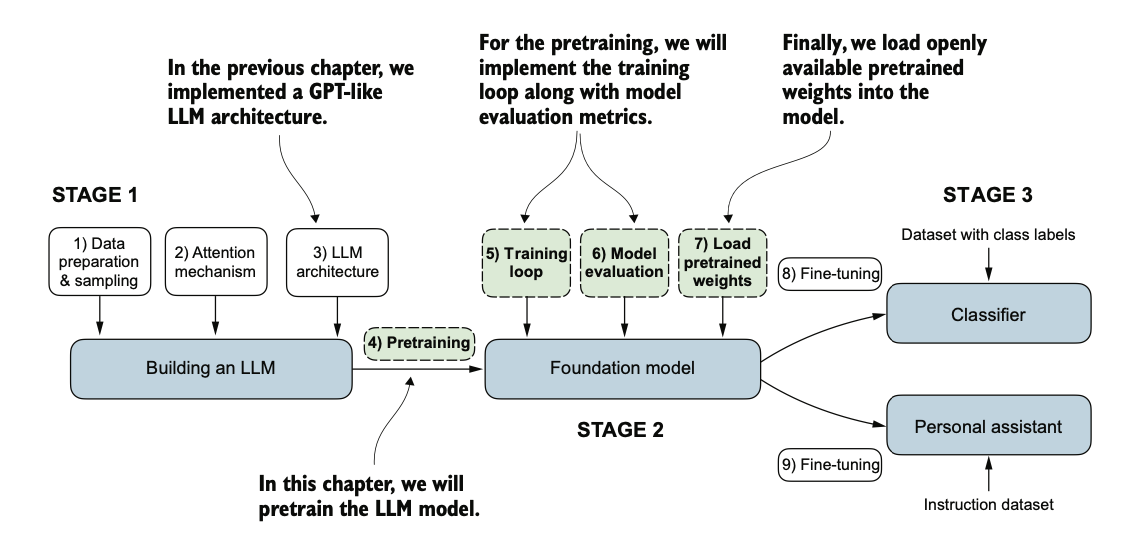 In the previous chapter, we
implemented a GPT-like
LLM architecture.
For the pretraining, we will
implement the training
loop along with model
evaluation metrics.
Finally, we load openly
available pretrained
weights into the
model.
STAGE 1
1) Data
preparation
& sampling
2) Attention
mechanism
3) LLM
architecture
Building an LLM
4) Pretraining
In this chapter, we will
pretrain the LLM model.
5) Training
loop
6) Model
evaluation
7) Load
pretrained
weights
Foundation model
STAGE 2
STAGE 3
Dataset with class labels
8) Fine-tuning
Classifier
Personal assistant
9) Fine-tuning
Instruction dataset